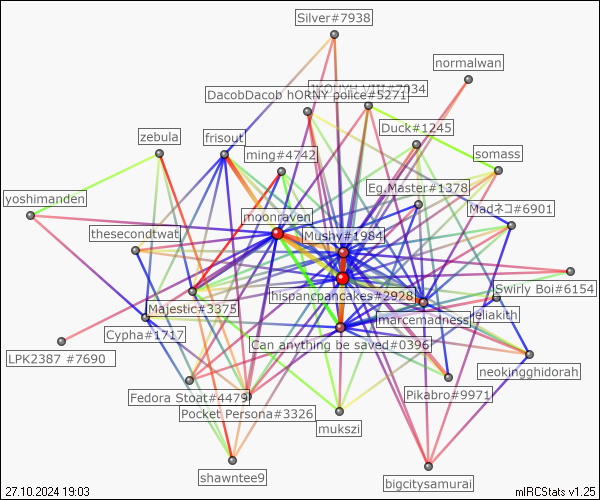 Silver#7938
normalwan
DacobDacob hORNY police#5271
#7034
Duck#1245
zebula
frisout
ming#4742
somass
Eg.Master#1378
yoshimanden
moonraven
Madネコ#6901
thesecondtwat
Mushy#1984
hispancpancakes#2928
Swirly Boi#6154
Majestic#3375
marcemadness
eliakith
Cypha#1717
Can anything be saved#0396
LPK2387 #7690
neokingghidorah
Fedora Stoat#4479
Pikabro#9971
Pocket Persona#3326
mukszi
shawntee9
bigcitysamurai
27.10.2024 19:03
mIRCStats v1.25